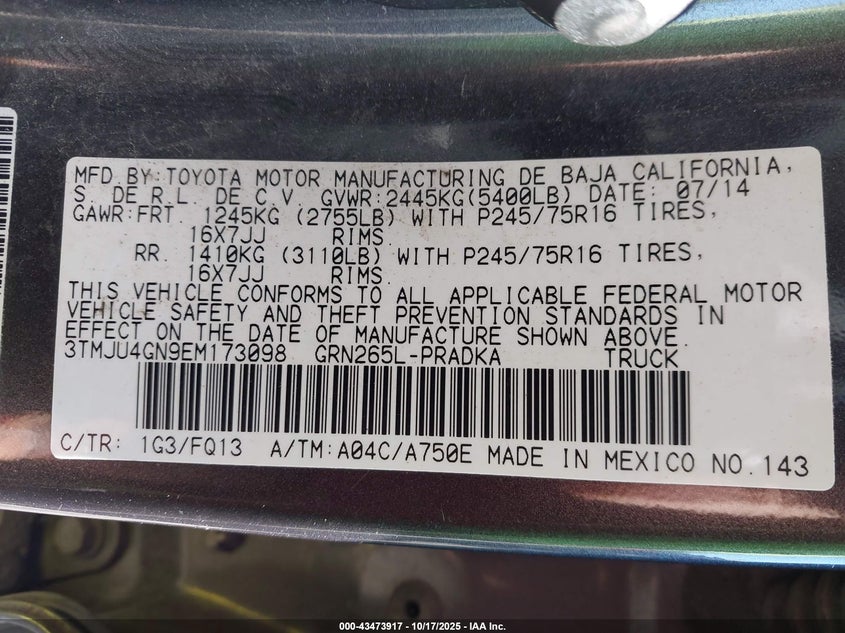 MFD BY:TOYOTA MOTOR MANUFACTURING DE BAJA CALIFORNIA,
S. DE R.L. DE C.V. GVWR:2445KG(5400LB) DATE: 07/14
GAWR:FRT. 1245KG (2755LB) WITH P245/75R16 TIRES,
16X7JJ RIMS.
RR. 1410KG (3110LB) WITH P245/75R16 TIRES,
16X7JJ RIMS.
THIS VEHICLE CONFORMS TO ALL APPLICABLE FEDERAL MOTOR
VEHICLE SAFETY AND THEFT PREVENTION STANDARDS IN
EFFECT ON THE DATE OF MANUFACTURE SHOWN ABOVE.
3TMJU4GN9EM173098 GRN265L-PRADKA TRUCK
C/TR: 1G3/FQ13 A/TM:A04C/A750E MADE IN MEXICO NO.143
000-43473917 - 10/17/2025 - IAA Inc.